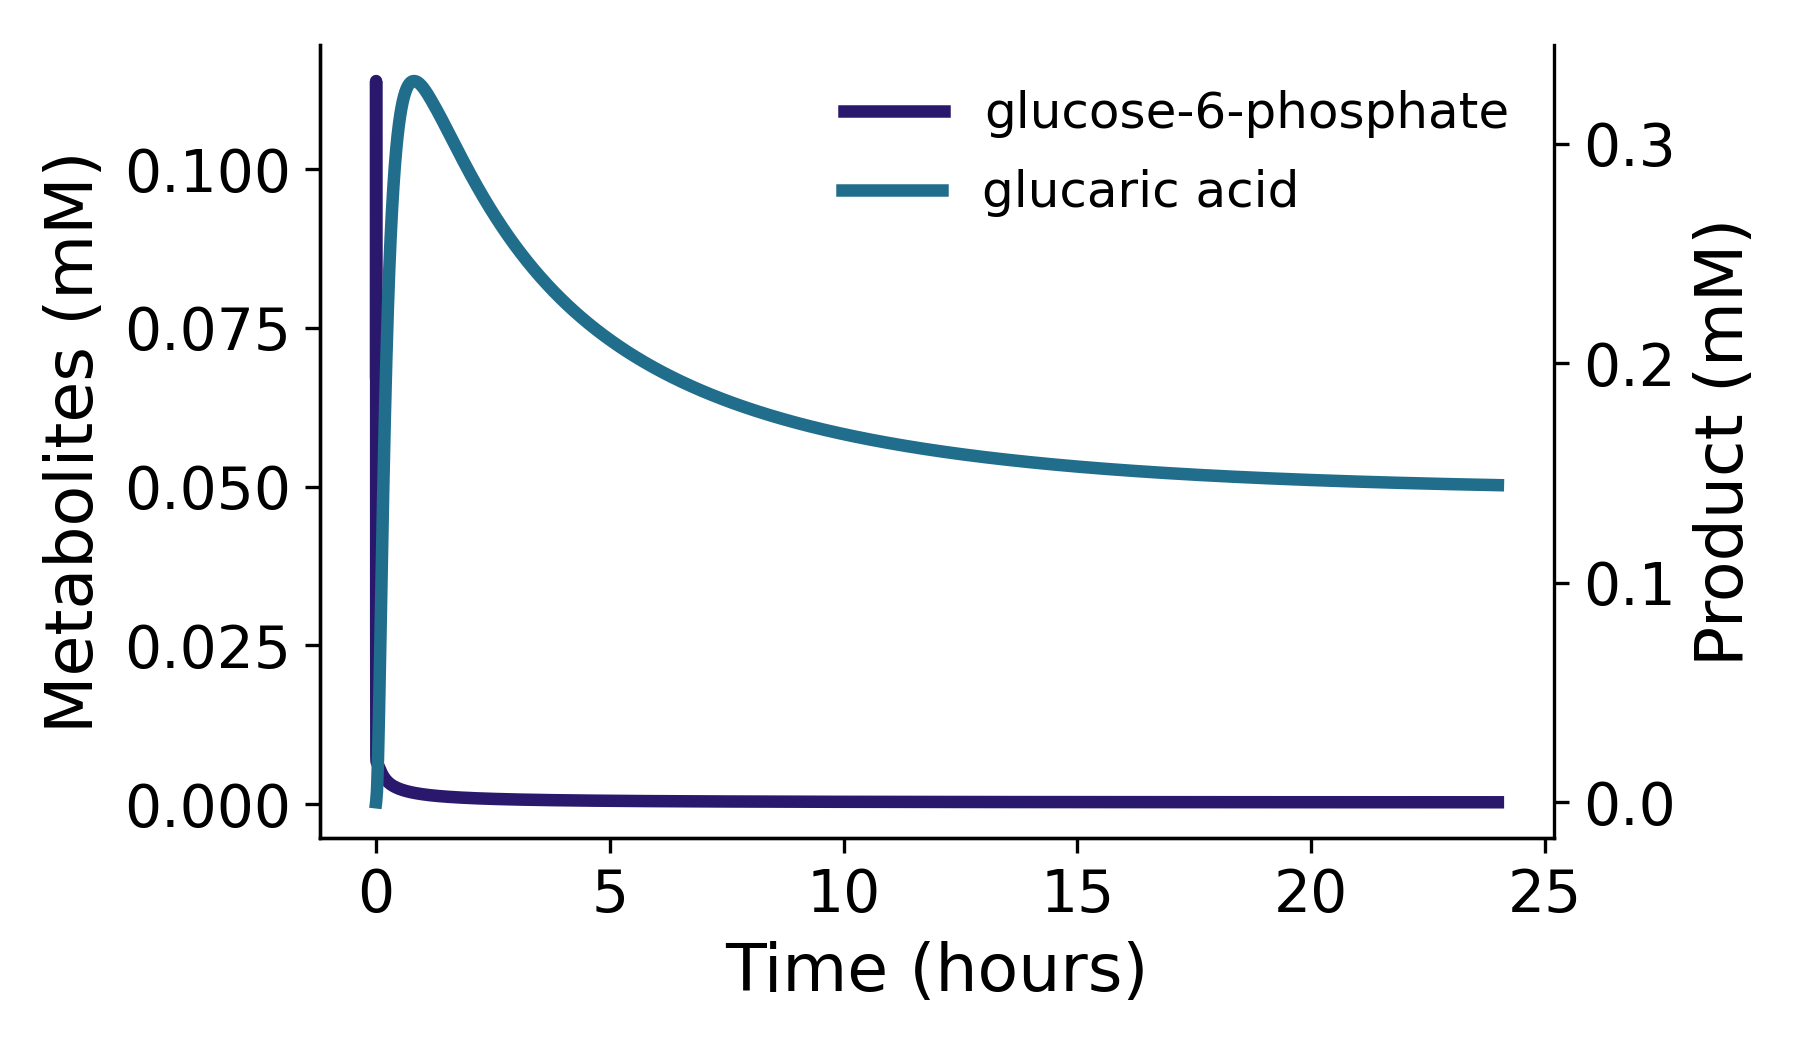 glucose-6-phosphate
glucaric acid
Metabolites (mM)
0.100
0.075
0.050
0.025
0.000
0.3
0.2
0.1
0.0
Product (mM)
0 5 10 15 20 25
Time (hours)